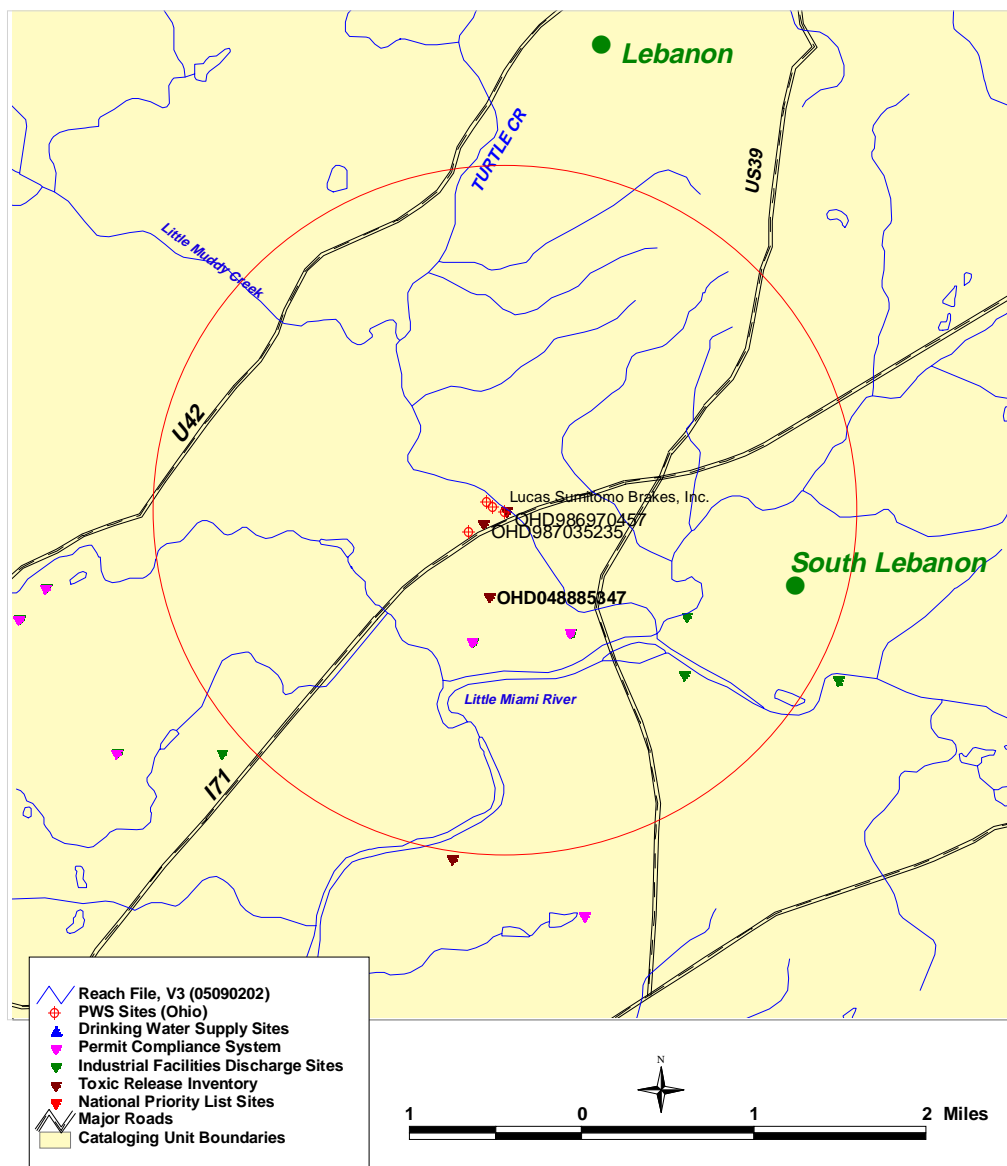 Lebanon
TURTLE CR
US39
Little Muddy Creek
U42
Lucas Sumitomo Brakes, Inc.
OHD986970457
OHD987035235
South Lebanon
OHD048885347
Little Miami River
I71
Reach File, V3 (05090202)
PWS Sites (Ohio)
Drinking Water Supply Sites
Permit Compliance System
Industrial Facilities Discharge Sites
Toxic Release Inventory
National Priority List Sites
Major Roads
Cataloging Unit Boundaries
N
1 0 1 2 Miles